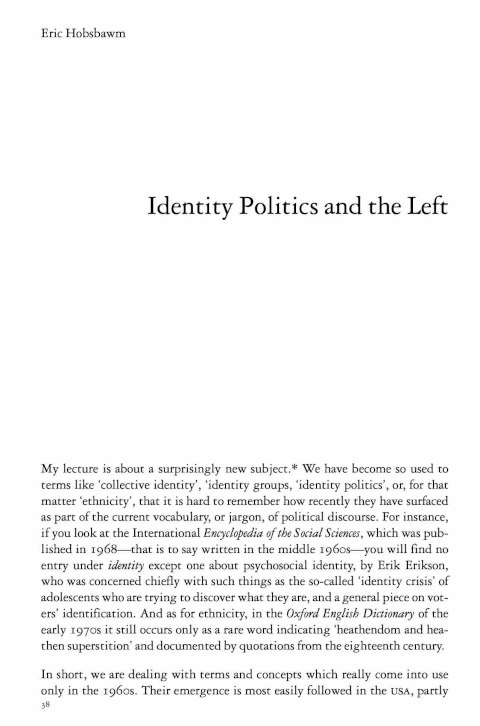 Eric Hobsbawm
Identity Politics and the Left
My lecture is about a surprisingly new subject.* We have become so used to
terms like ‘collective identity’, ‘identity groups, ‘identity politics’, or, for that
matter ‘ethnicity’, that it is hard to remember how recently they have surfaced
as part of the current vocabulary, or jargon, of political discourse. For instance,
if you look at the International Encyclopedia of the Social Sciences, which was pub-
lished in 1968—that is to say written in the middle 1960s—you will find no
entry under identity except one about psychosocial identity, by Erik Erikson,
who was concerned chiefly with such things as the so-called ‘identity crisis’ of
adolescents who are trying to discover what they are, and a general piece on vot-
ers’ identification. And as for ethnicity, in the Oxford English Dictionary of the
early 1970s it still occurs only as a rare word indicating ‘heathendom and hea-
then superstition’ and documented by quotations from the eighteenth century.
In short, we are dealing with terms and concepts which really come into use
only in the 1960s. Their emergence is most easily followed in the USA, partly
38